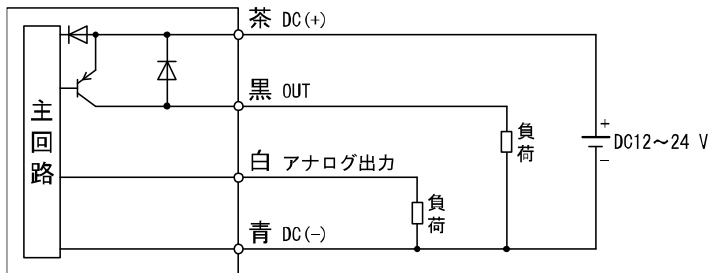 茶 DC(+)
主回路
黒 OUT
負荷
+
DC12～24 V
−
白 アナログ出力
負荷
青 DC(−)